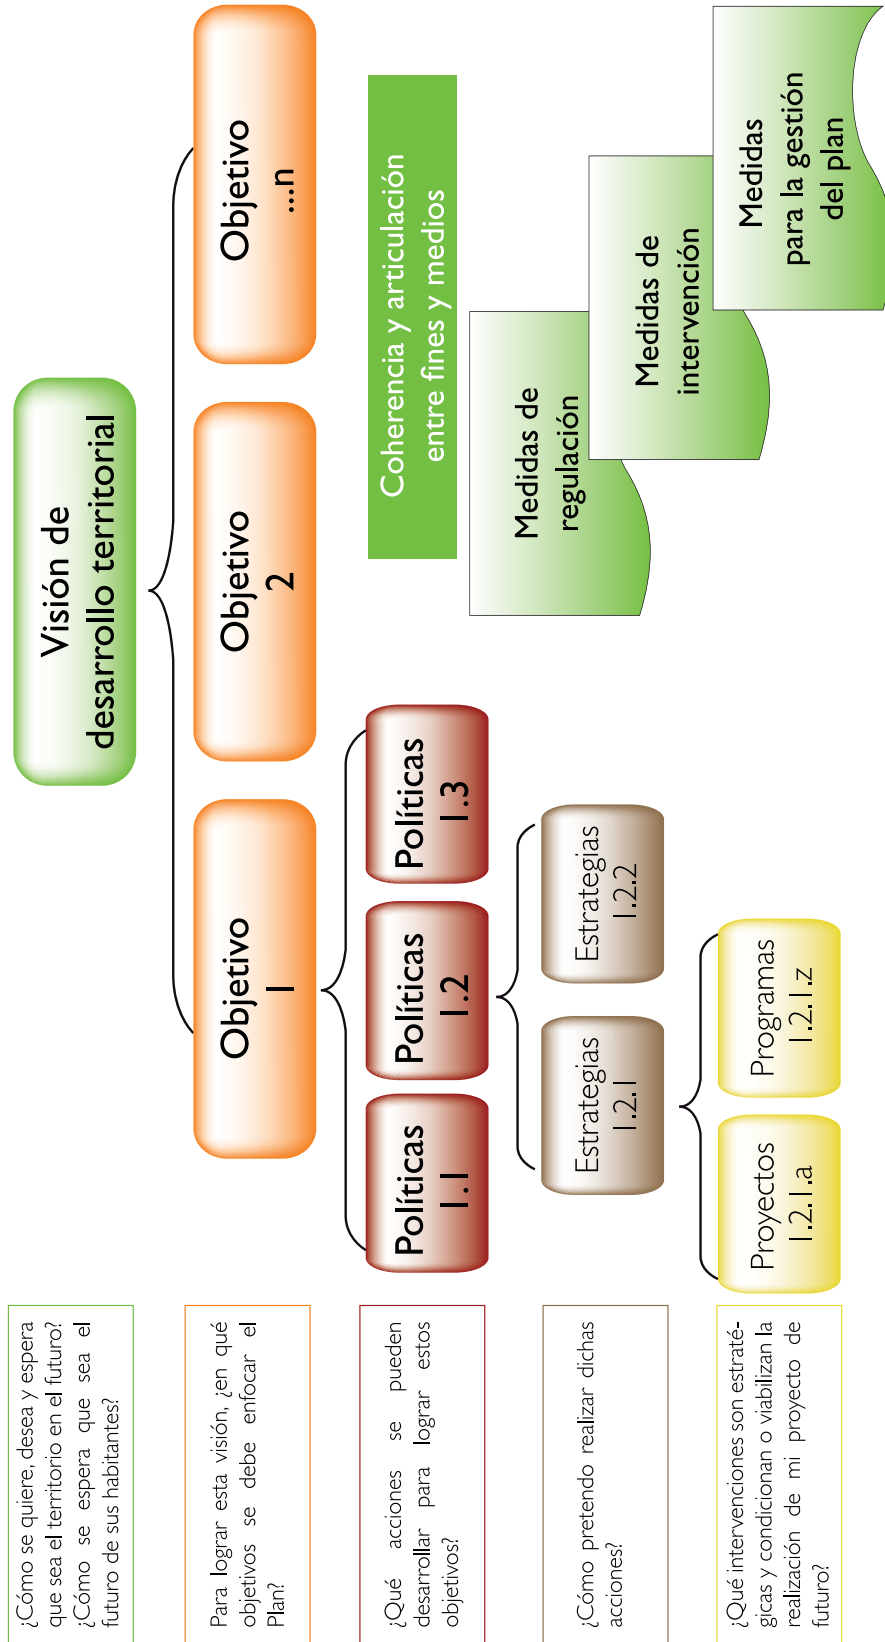 ¿Cómo se quiere, desea y espera
que sea el territorio en el futuro?
¿Cómo se espera que sea el
futuro de sus habitantes?
Visión de
desarrollo territorial
Para lograr esta visión, ¿en qué
objetivos se debe enfocar el
Plan?
Objetivo
1
Objetivo
2
Objetivo
...n
¿Qué acciones se pueden
desarrollar para lograr estos
objetivos?
Políticas
1.1
Políticas
1.2
Políticas
1.3
Coherencia y articulación
entre fines y medios
¿Cómo pretendo realizar dichas
acciones?
Estrategias
1.2.1
Estrategias
1.2.2
Medidas de
regulación
Medidas de
intervención
Medidas
para la gestión
del plan
¿Qué intervenciones son estraté-
gicas y condicionan o viabilizan la
realización de mi proyecto de
futuro?
Proyectos
1.2.1.a
Programas
1.2.1.z